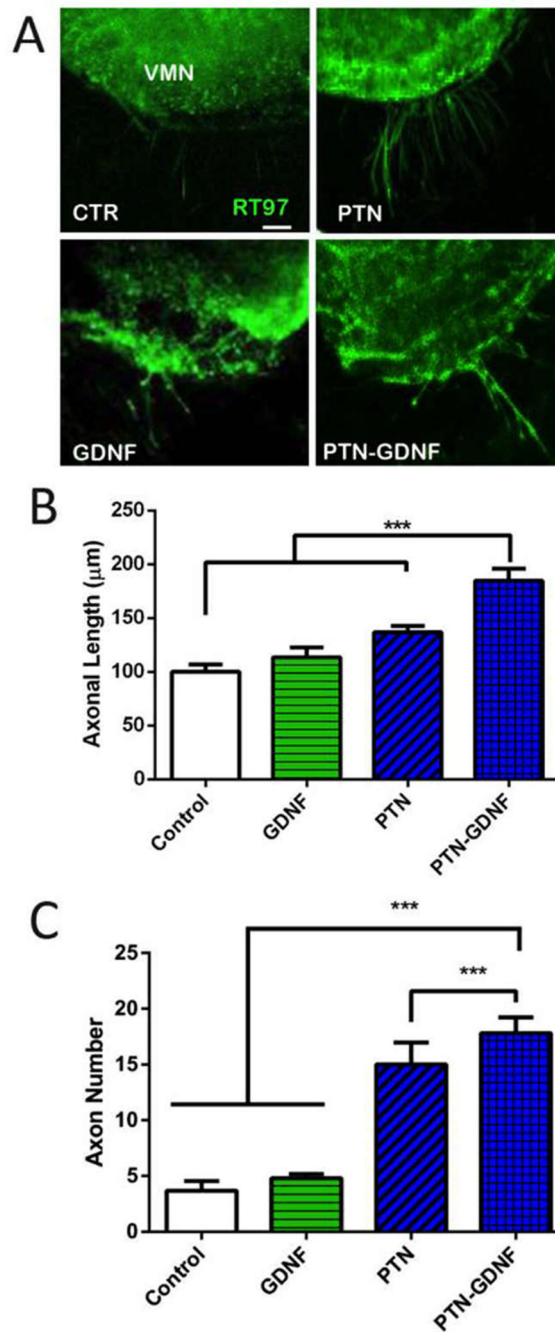 A
VMN
CTR
RT97
PTN
GDNF
PTN-GDNF
B
***
250
200
150
100
50
0
Axonal Length (μm)
Control
GDNF
PTN
PTN-GDNF
C
***
***
25
20
15
10
5
0
Axon Number
Control
GDNF
PTN
PTN-GDNF